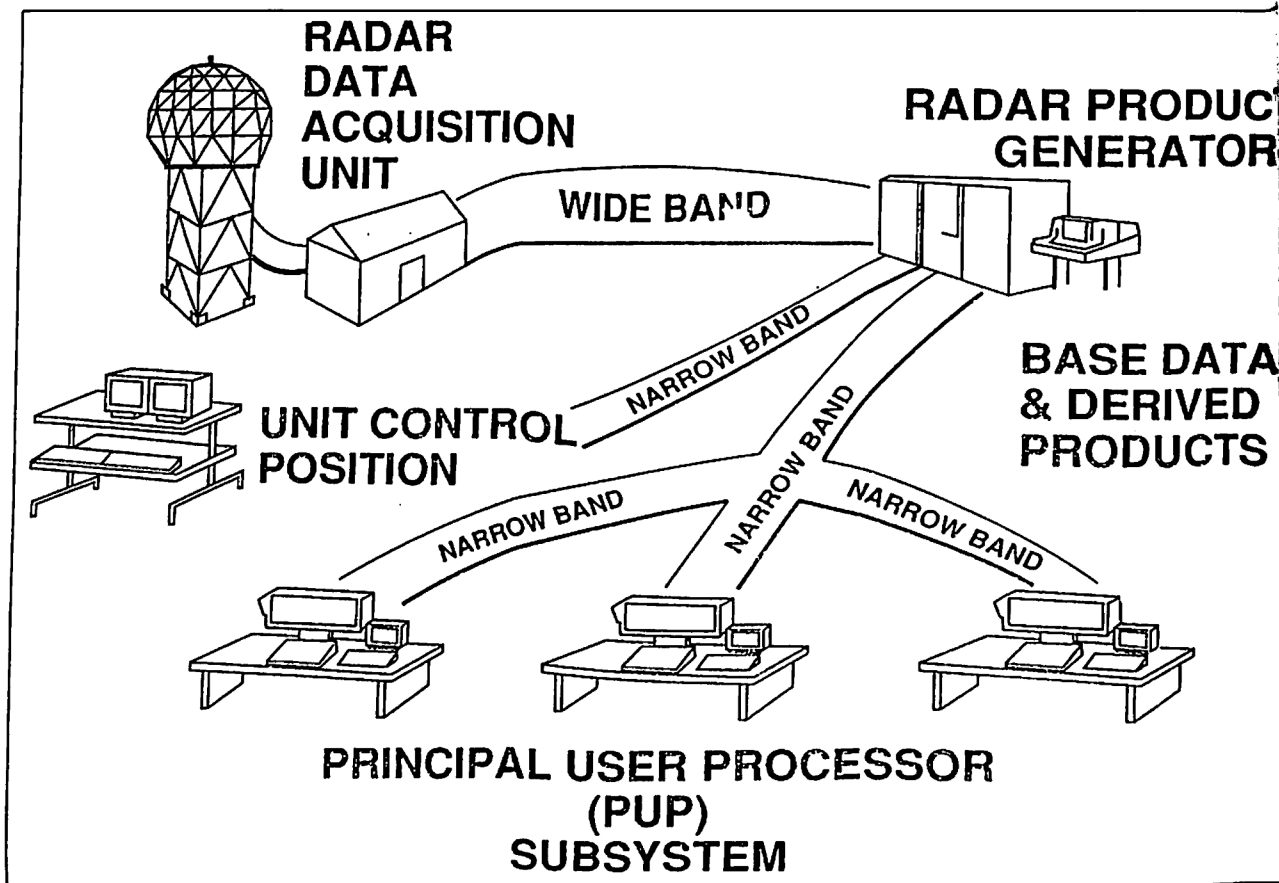 RADAR
DATA
ACQUISITION
UNIT
RADAR PRODUC
GENERATOR
WIDE BAND
NARROW BAND
BASE DATA
& DERIVED
PRODUCTS
UNIT CONTROL
POSITION
NARROW BAND
NARROW BAND
NARROW BAND
PRINCIPAL USER PROCESSOR
(PUP)
SUBSYSTEM